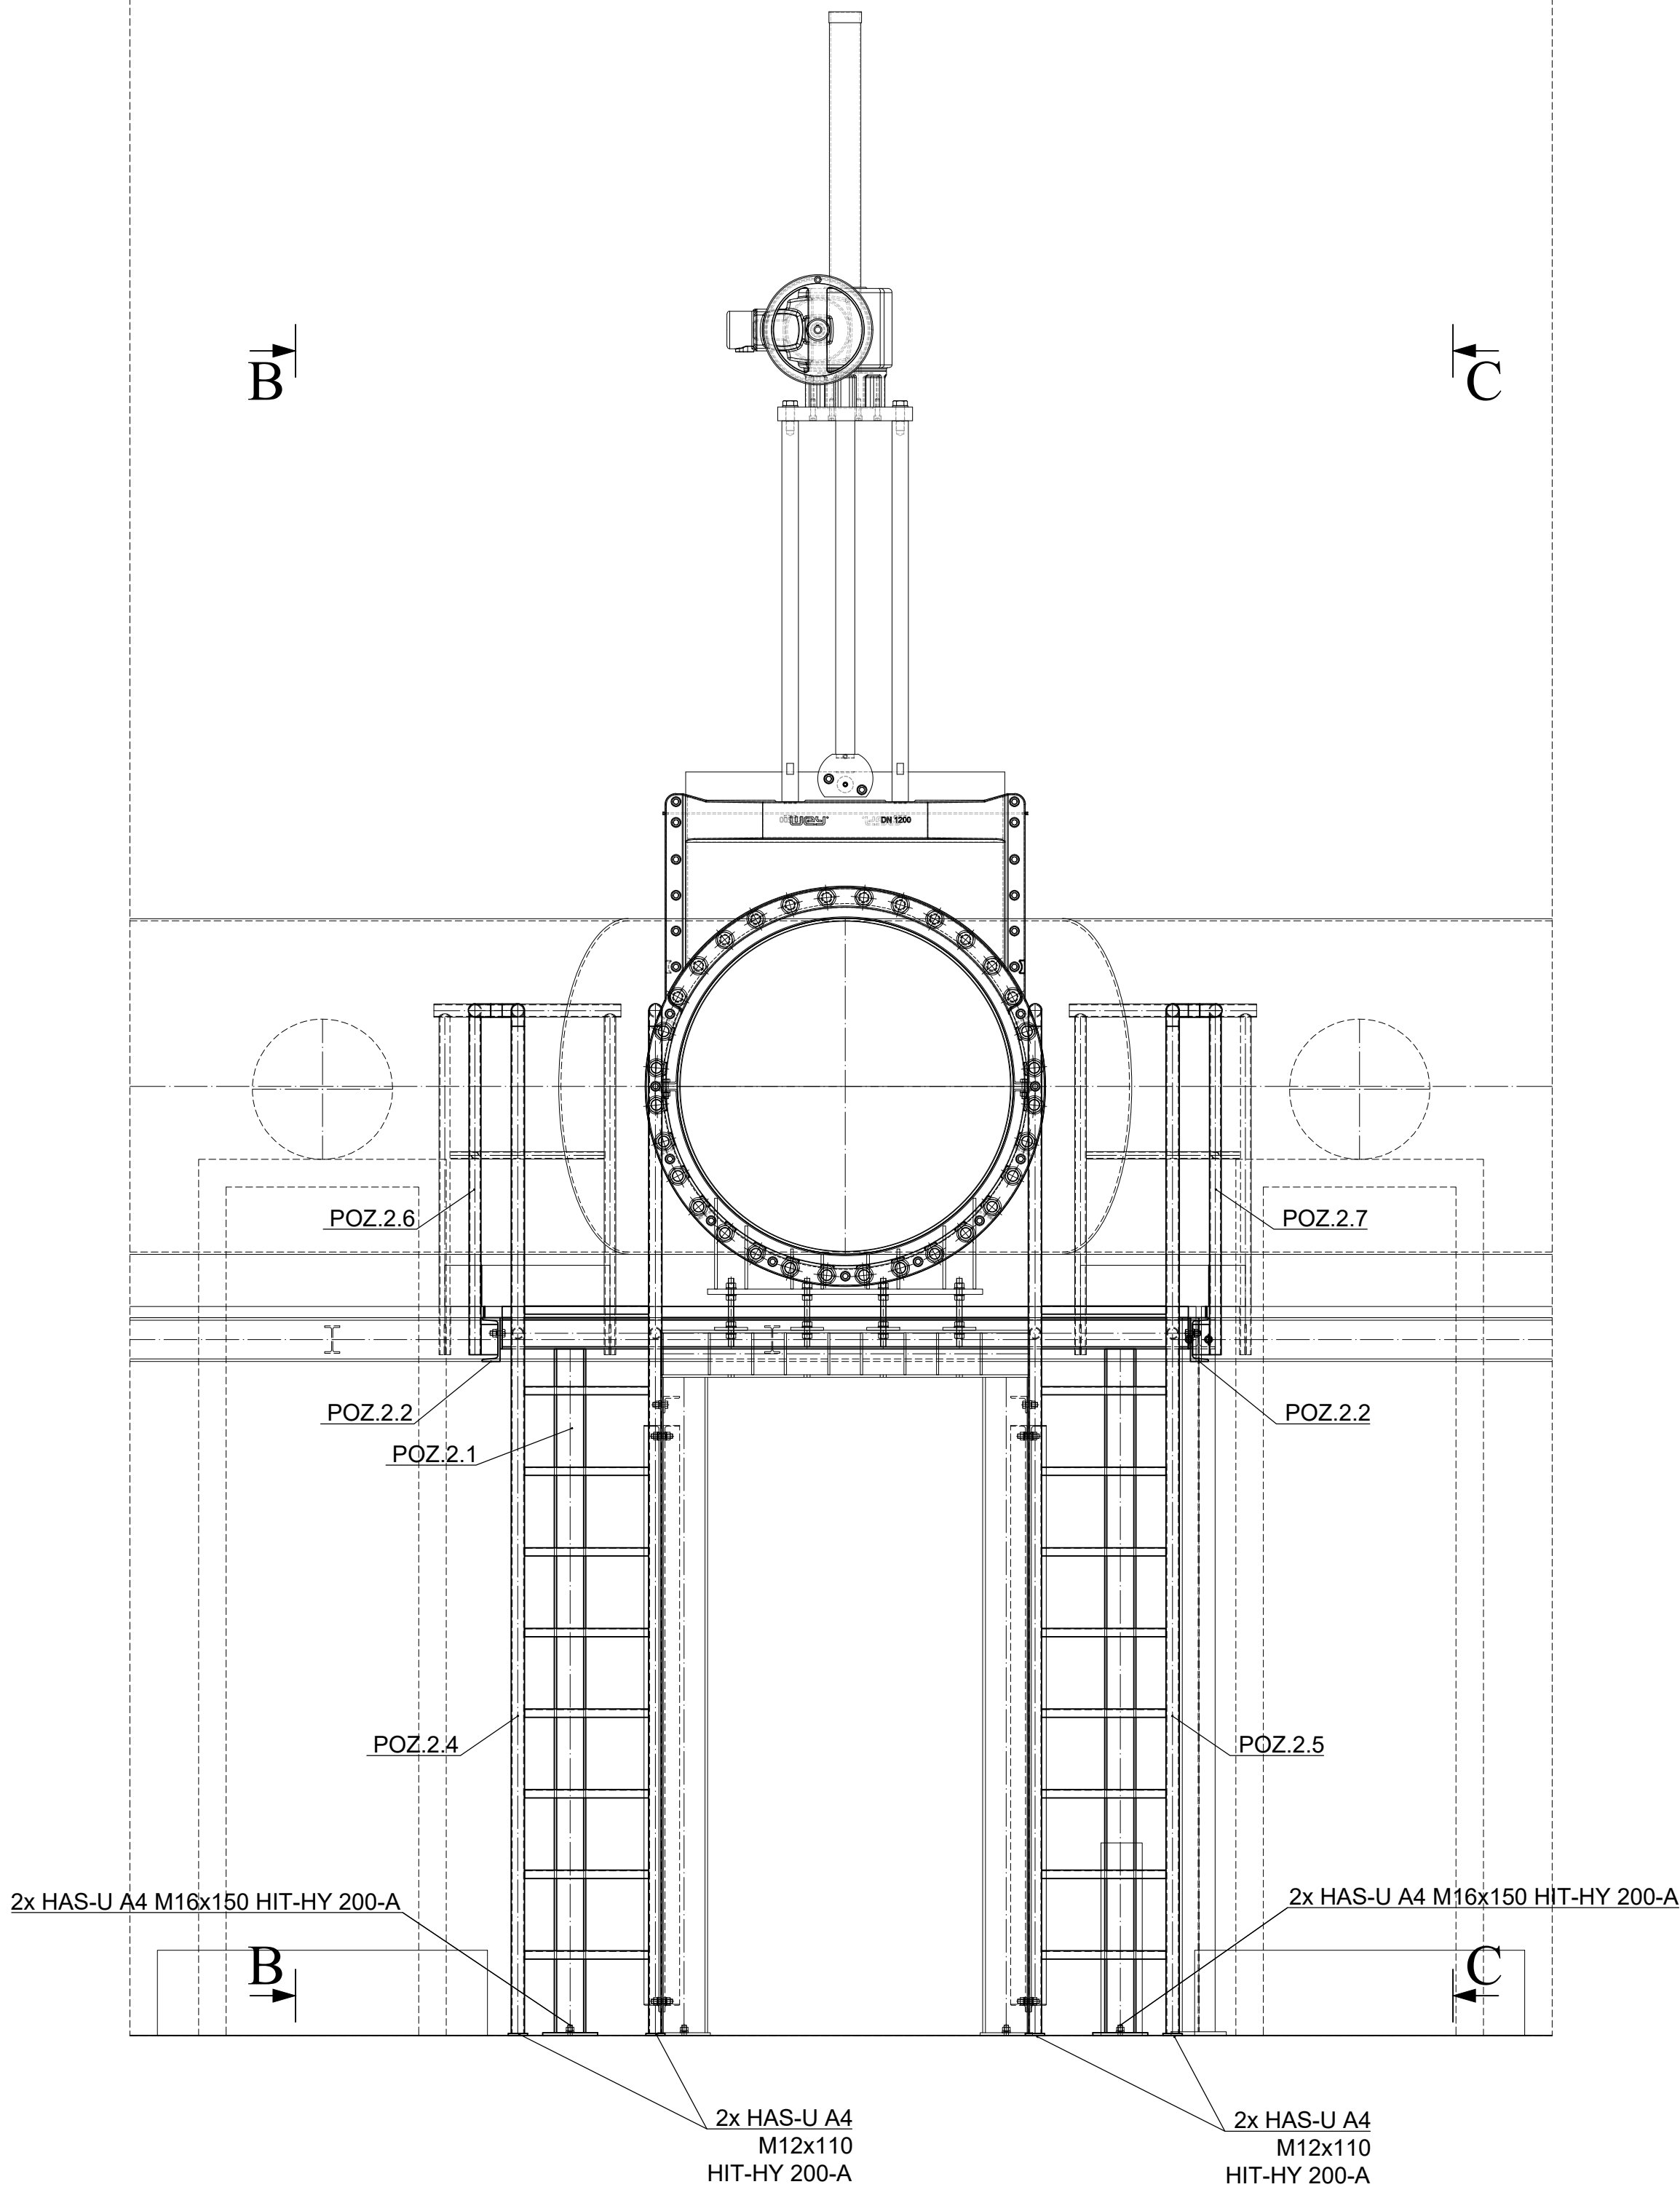 B
C
wey
DN 1200
POZ.2.6
POZ.2.7
POZ.2.2
POZ.2.2
POZ.2.1
POZ.2.4
POZ.2.5
2x HAS-U A4 M16x150 HIT-HY 200-A
2x HAS-U A4 M16x150 HIT-HY 200-A
B
C
2x HAS-U A4
M12x110
HIT-HY 200-A
2x HAS-U A4
M12x110
HIT-HY 200-A